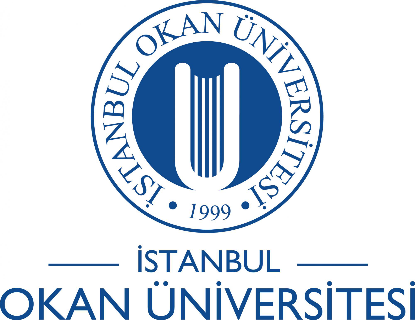 İSTANBUL OKAN ÜNİVERSİTESİ
• 1999 •
İSTANBUL
OKAN ÜNİVERSİTESİ